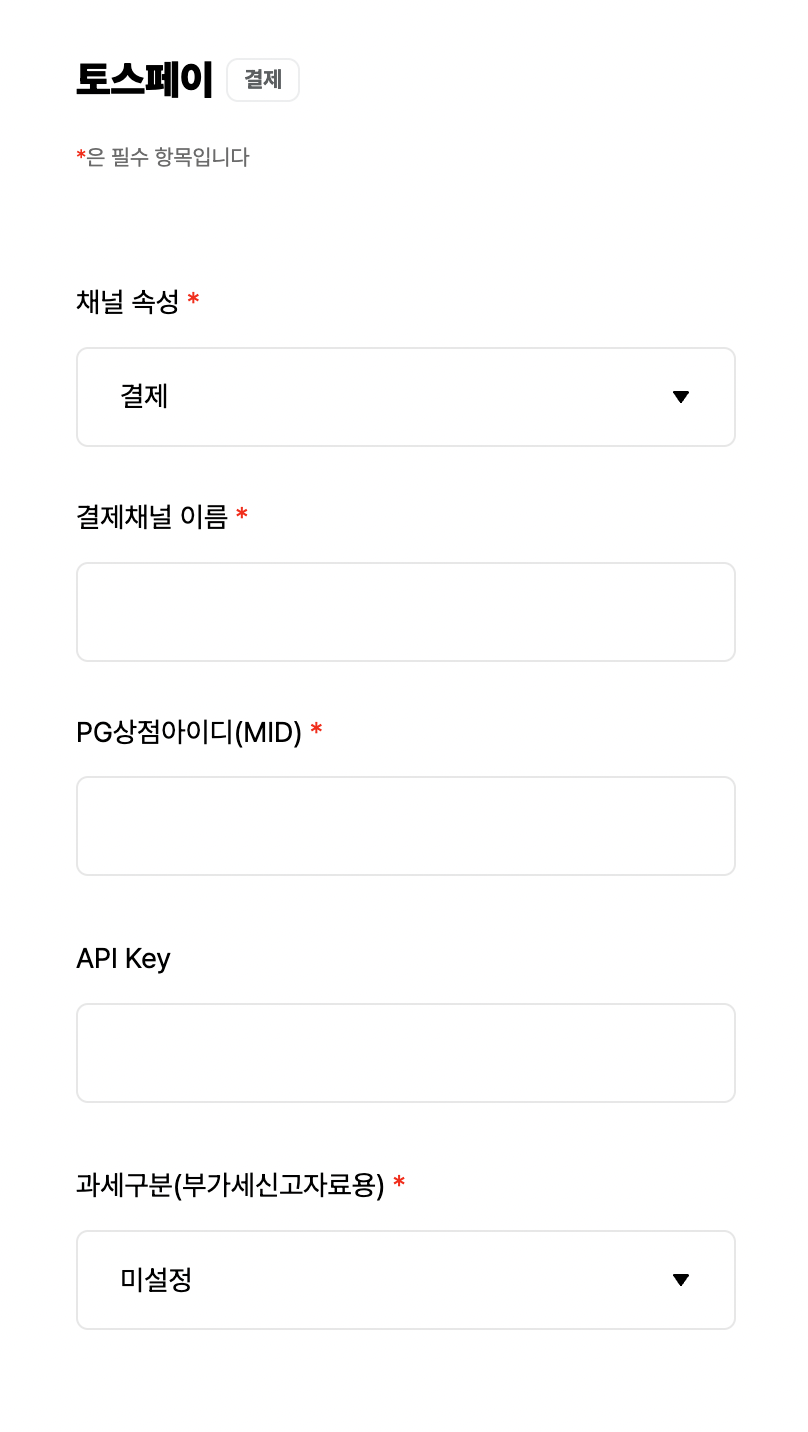 토스페이 결제
*은 필수 항목입니다
채널 속성 *
결제
결제채널 이름 *
PG상점아이디(MID) *
API Key
과세구분(부가세신고자료용) *
미설정